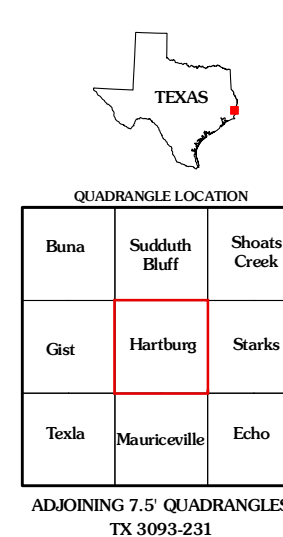 TEXAS
QUADRANGLE LOCATION
Buna
Sudduth
Bluff
Shoats
Creek
Gist
Hartburg
Starks
Texla
Mauriceville
Echo
ADJOINING 7.5' QUADRANGLES
TX 3093-231